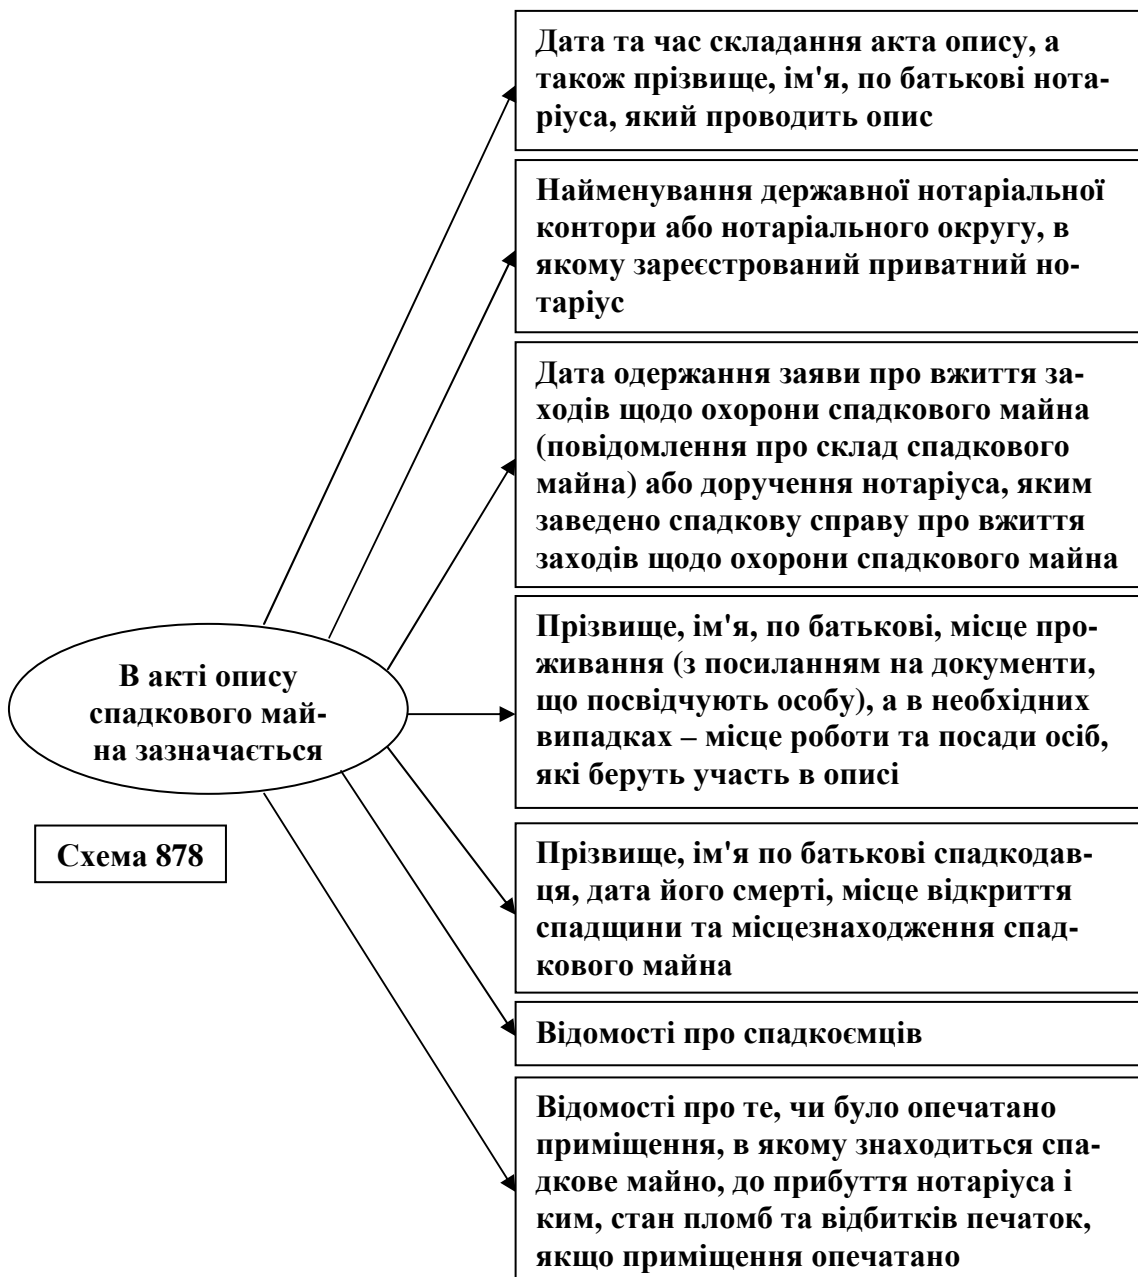 Дата та час складання акта опису, а
також прізвище, ім'я, по батькові нота-
ріуса, який проводить опис
Найменування державної нотаріальної
контори або нотаріального округу, в
якому зареєстрований приватний но-
таріус
Дата одержання заяви про вжиття за-
ходів щодо охорони спадкового майна
(повідомлення про склад спадкового
майна) або доручення нотаріуса, яким
заведено спадкову справу про вжиття
заходів щодо охорони спадкового майна
Прізвище, ім'я, по батькові, місце про-
живання (з посиланням на документи,
що посвідчують особу), а в необхідних
випадках – місце роботи та посади осіб,
які беруть участь в описі
В акті опису
спадкового май-
на зазначається
Схема 878
Прізвище, ім'я по батькові спадкодав-
ця, дата його смерті, місце відкриття
спадщини та місцезнаходження спад-
кового майна
Відомості про спадкоємців
Відомості про те, чи було опечатано
приміщення, в якому знаходиться спа-
дкове майно, до прибуття нотаріуса і
ким, стан пломб та відбитків печаток,
якщо приміщення опечатано